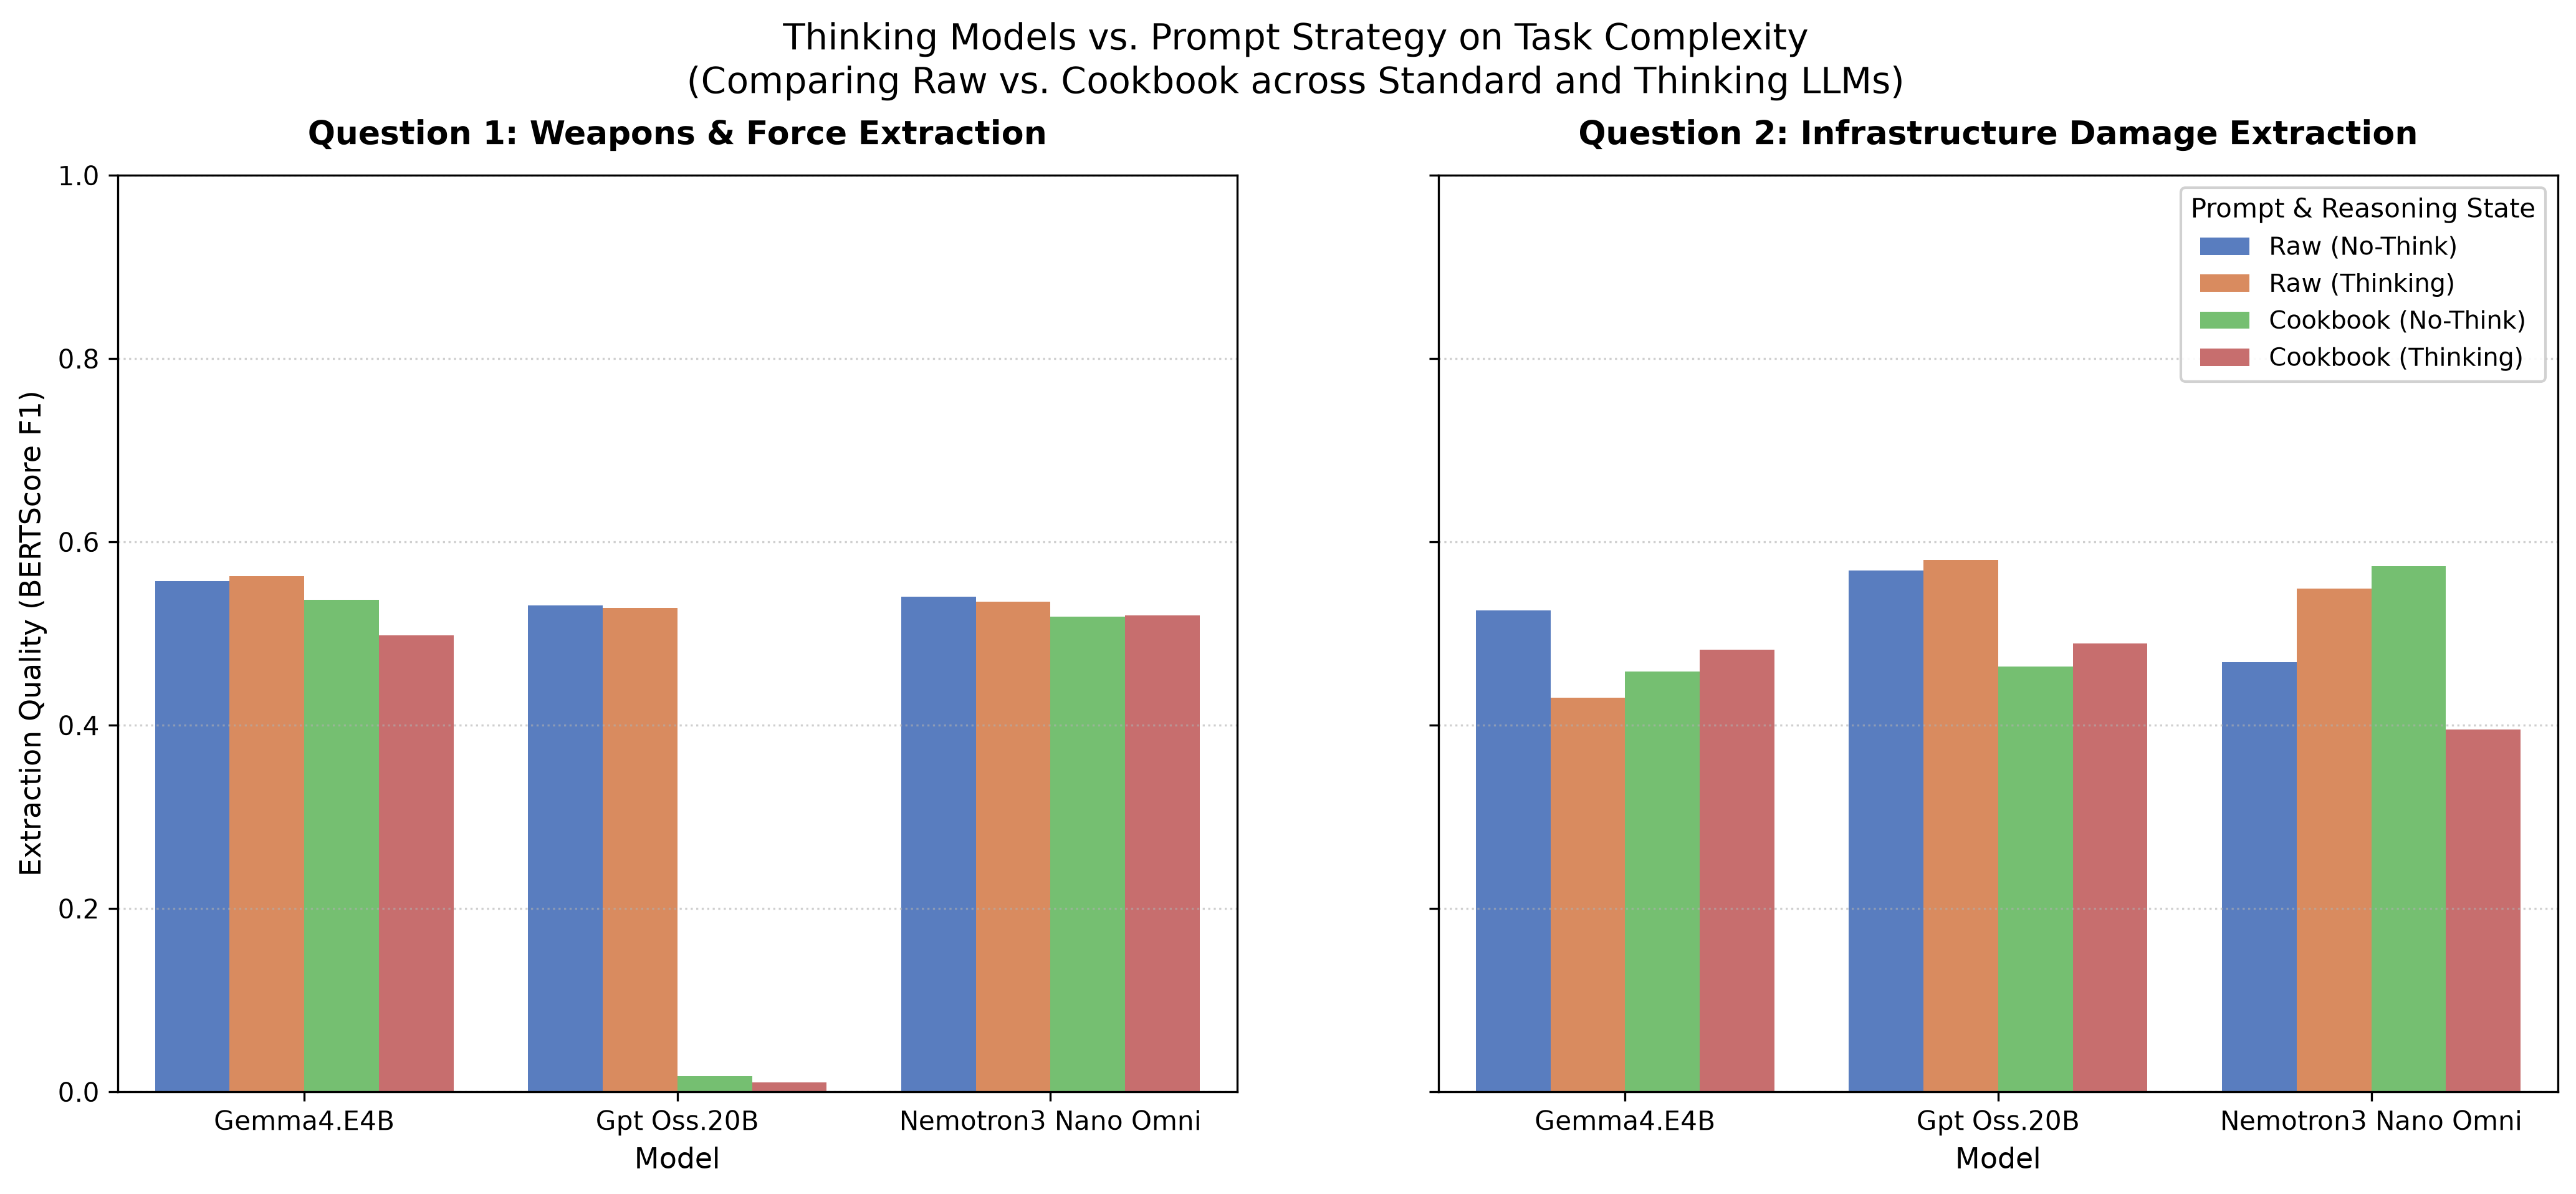 Thinking Models vs. Prompt Strategy on Task Complexity
(Comparing Raw vs. Cookbook across Standard and Thinking LLMs)
Question 1: Weapons & Force Extraction
Extraction Quality (BERTScore F1)
1.0
0.8
0.6
0.4
0.2
0.0
Gemma4.E4B
Gpt Oss.20B
Nemotron3 Nano Omni
Model
Question 2: Infrastructure Damage Extraction
Prompt & Reasoning State
Raw (No-Think)
Raw (Thinking)
Cookbook (No-Think)
Cookbook (Thinking)
Gemma4.E4B
Gpt Oss.20B
Nemotron3 Nano Omni
Model